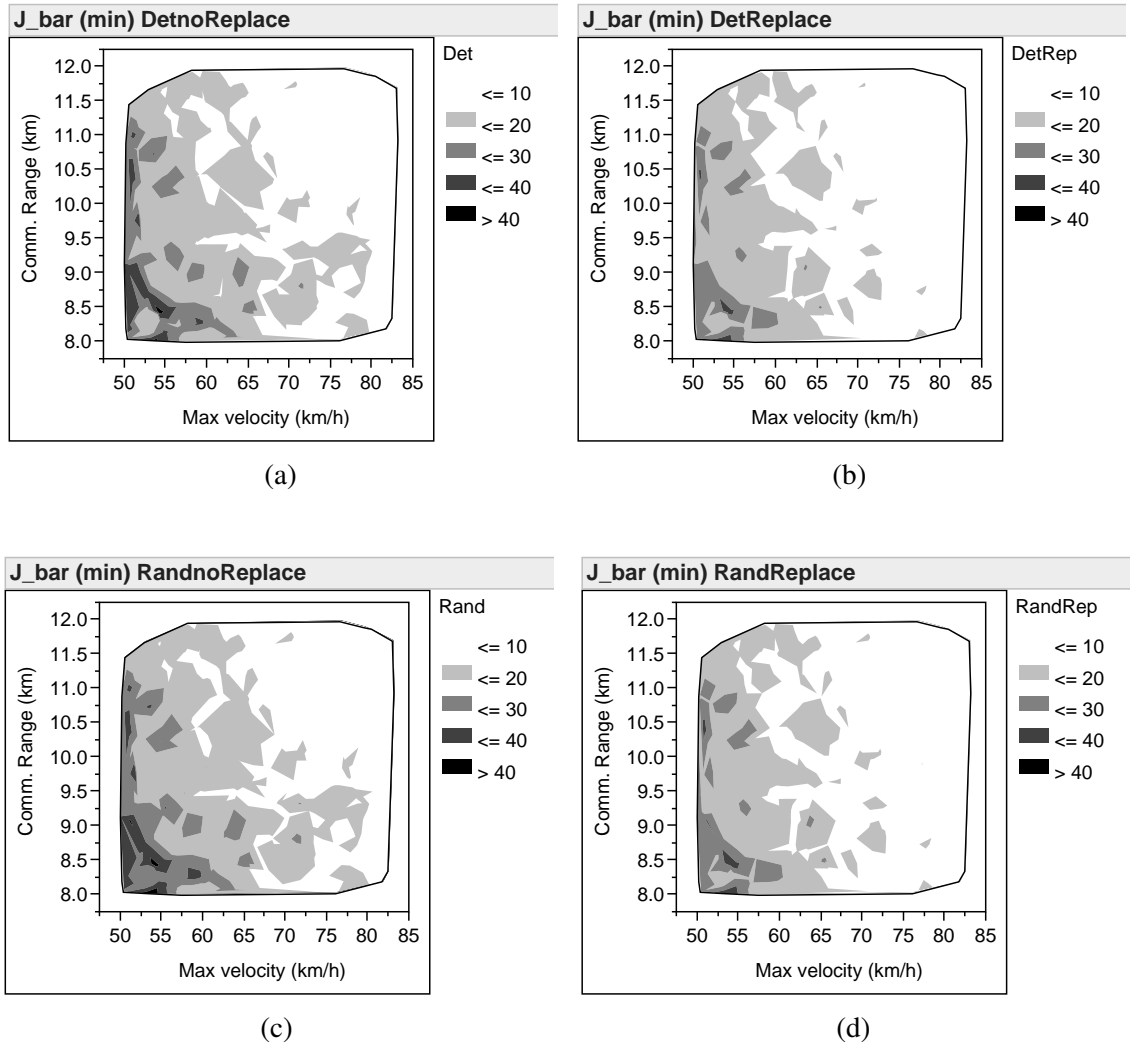 J_bar (min) DetnoReplace
12.0
11.5
11.0
10.5
10.0
9.5
9.0
8.5
8.0
Comm. Range (km)
50 55 60 65 70 75 80 85
Max velocity (km/h)
Det
<= 10
<= 20
<= 30
<= 40
> 40
(a)
J_bar (min) DetReplace
12.0
11.5
11.0
10.5
10.0
9.5
9.0
8.5
8.0
Comm. Range (km)
50 55 60 65 70 75 80 85
Max velocity (km/h)
DetRep
<= 10
<= 20
<= 30
<= 40
> 40
(b)
J_bar (min) RandnoReplace
12.0
11.5
11.0
10.5
10.0
9.5
9.0
8.5
8.0
Comm. Range (km)
50 55 60 65 70 75 80 85
Max velocity (km/h)
Rand
<= 10
<= 20
<= 30
<= 40
> 40
(c)
J_bar (min) RandReplace
12.0
11.5
11.0
10.5
10.0
9.5
9.0
8.5
8.0
Comm. Range (km)
50 55 60 65 70 75 80 85
Max velocity (km/h)
RandRep
<= 10
<= 20
<= 30
<= 40
> 40
(d)